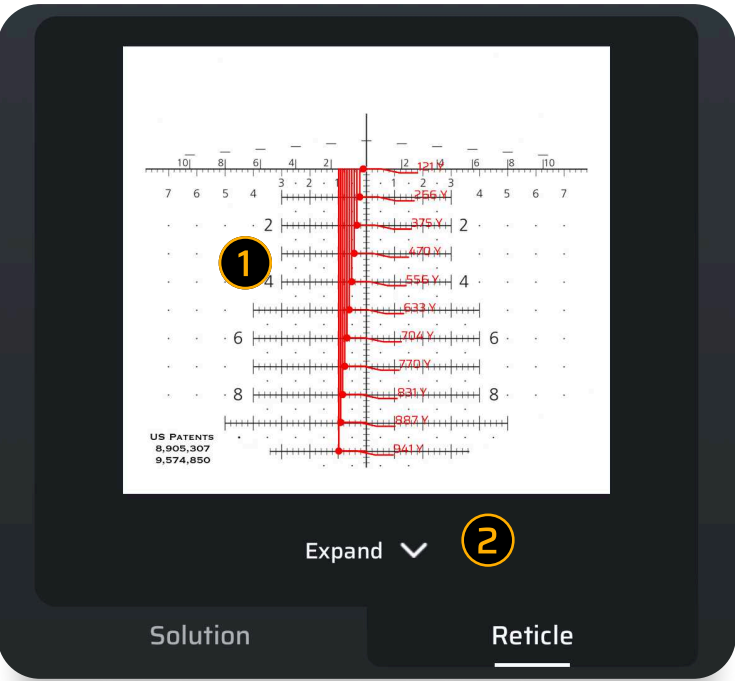 10 8 6 4 2 2 4 6 8 10
121 Y
3 2 1 1 2 3
7 6 5 4 4 5 6 7
256 Y
2 375 Y 2
1
470 Y
4 556 Y 4
633 Y
6 704 Y 6
770 Y
8 831 Y 8
887 Y
US PATENTS
8,905,307
9,574,850
941 Y
Expand
2
Solution Reticle